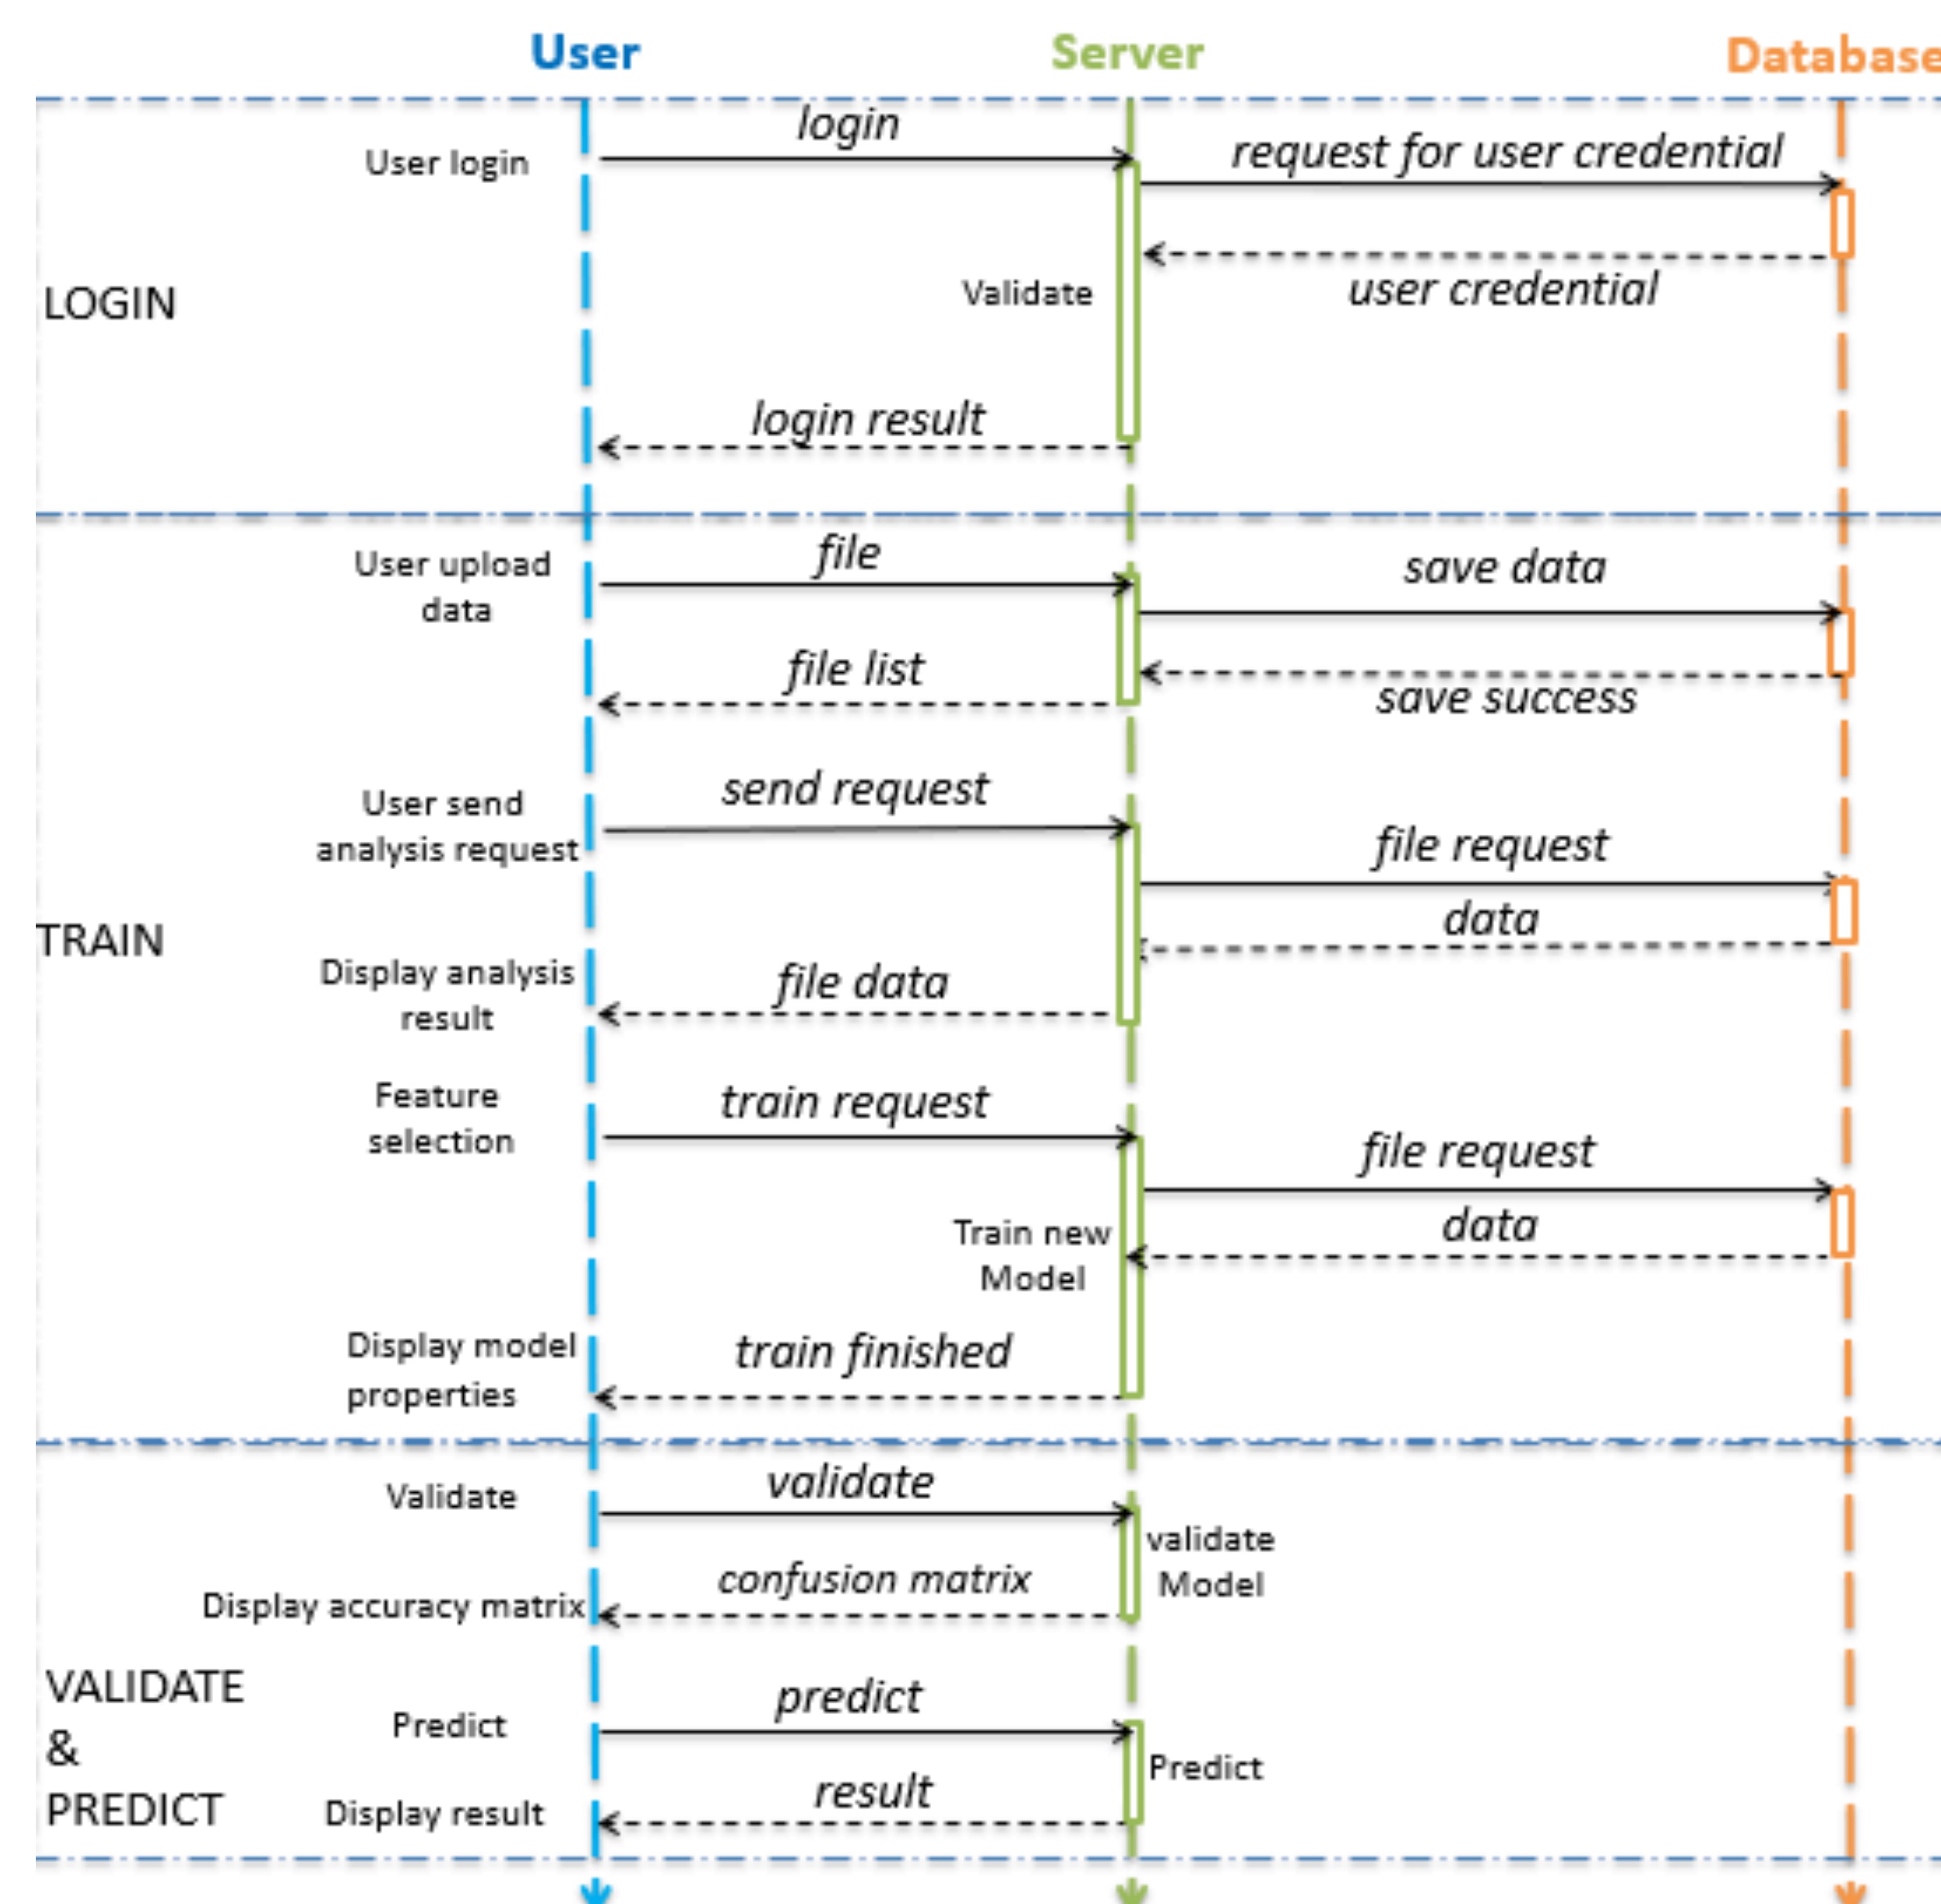 User
Server
Database
login
User login
request for user credential
Validate
user credential
LOGIN
login result
file
User upload
data
save data
file list
save success
send request
User send
analysis request
file request
data
TRAIN
Display analysis
result
file data
Feature
selection
train request
file request
Train new
Model
data
Display model
properties
train finished
validate
Validate
validate
Model
confusion matrix
Display accuracy matrix
VALIDATE
&
PREDICT
predict
Predict
Predict
result
Display result